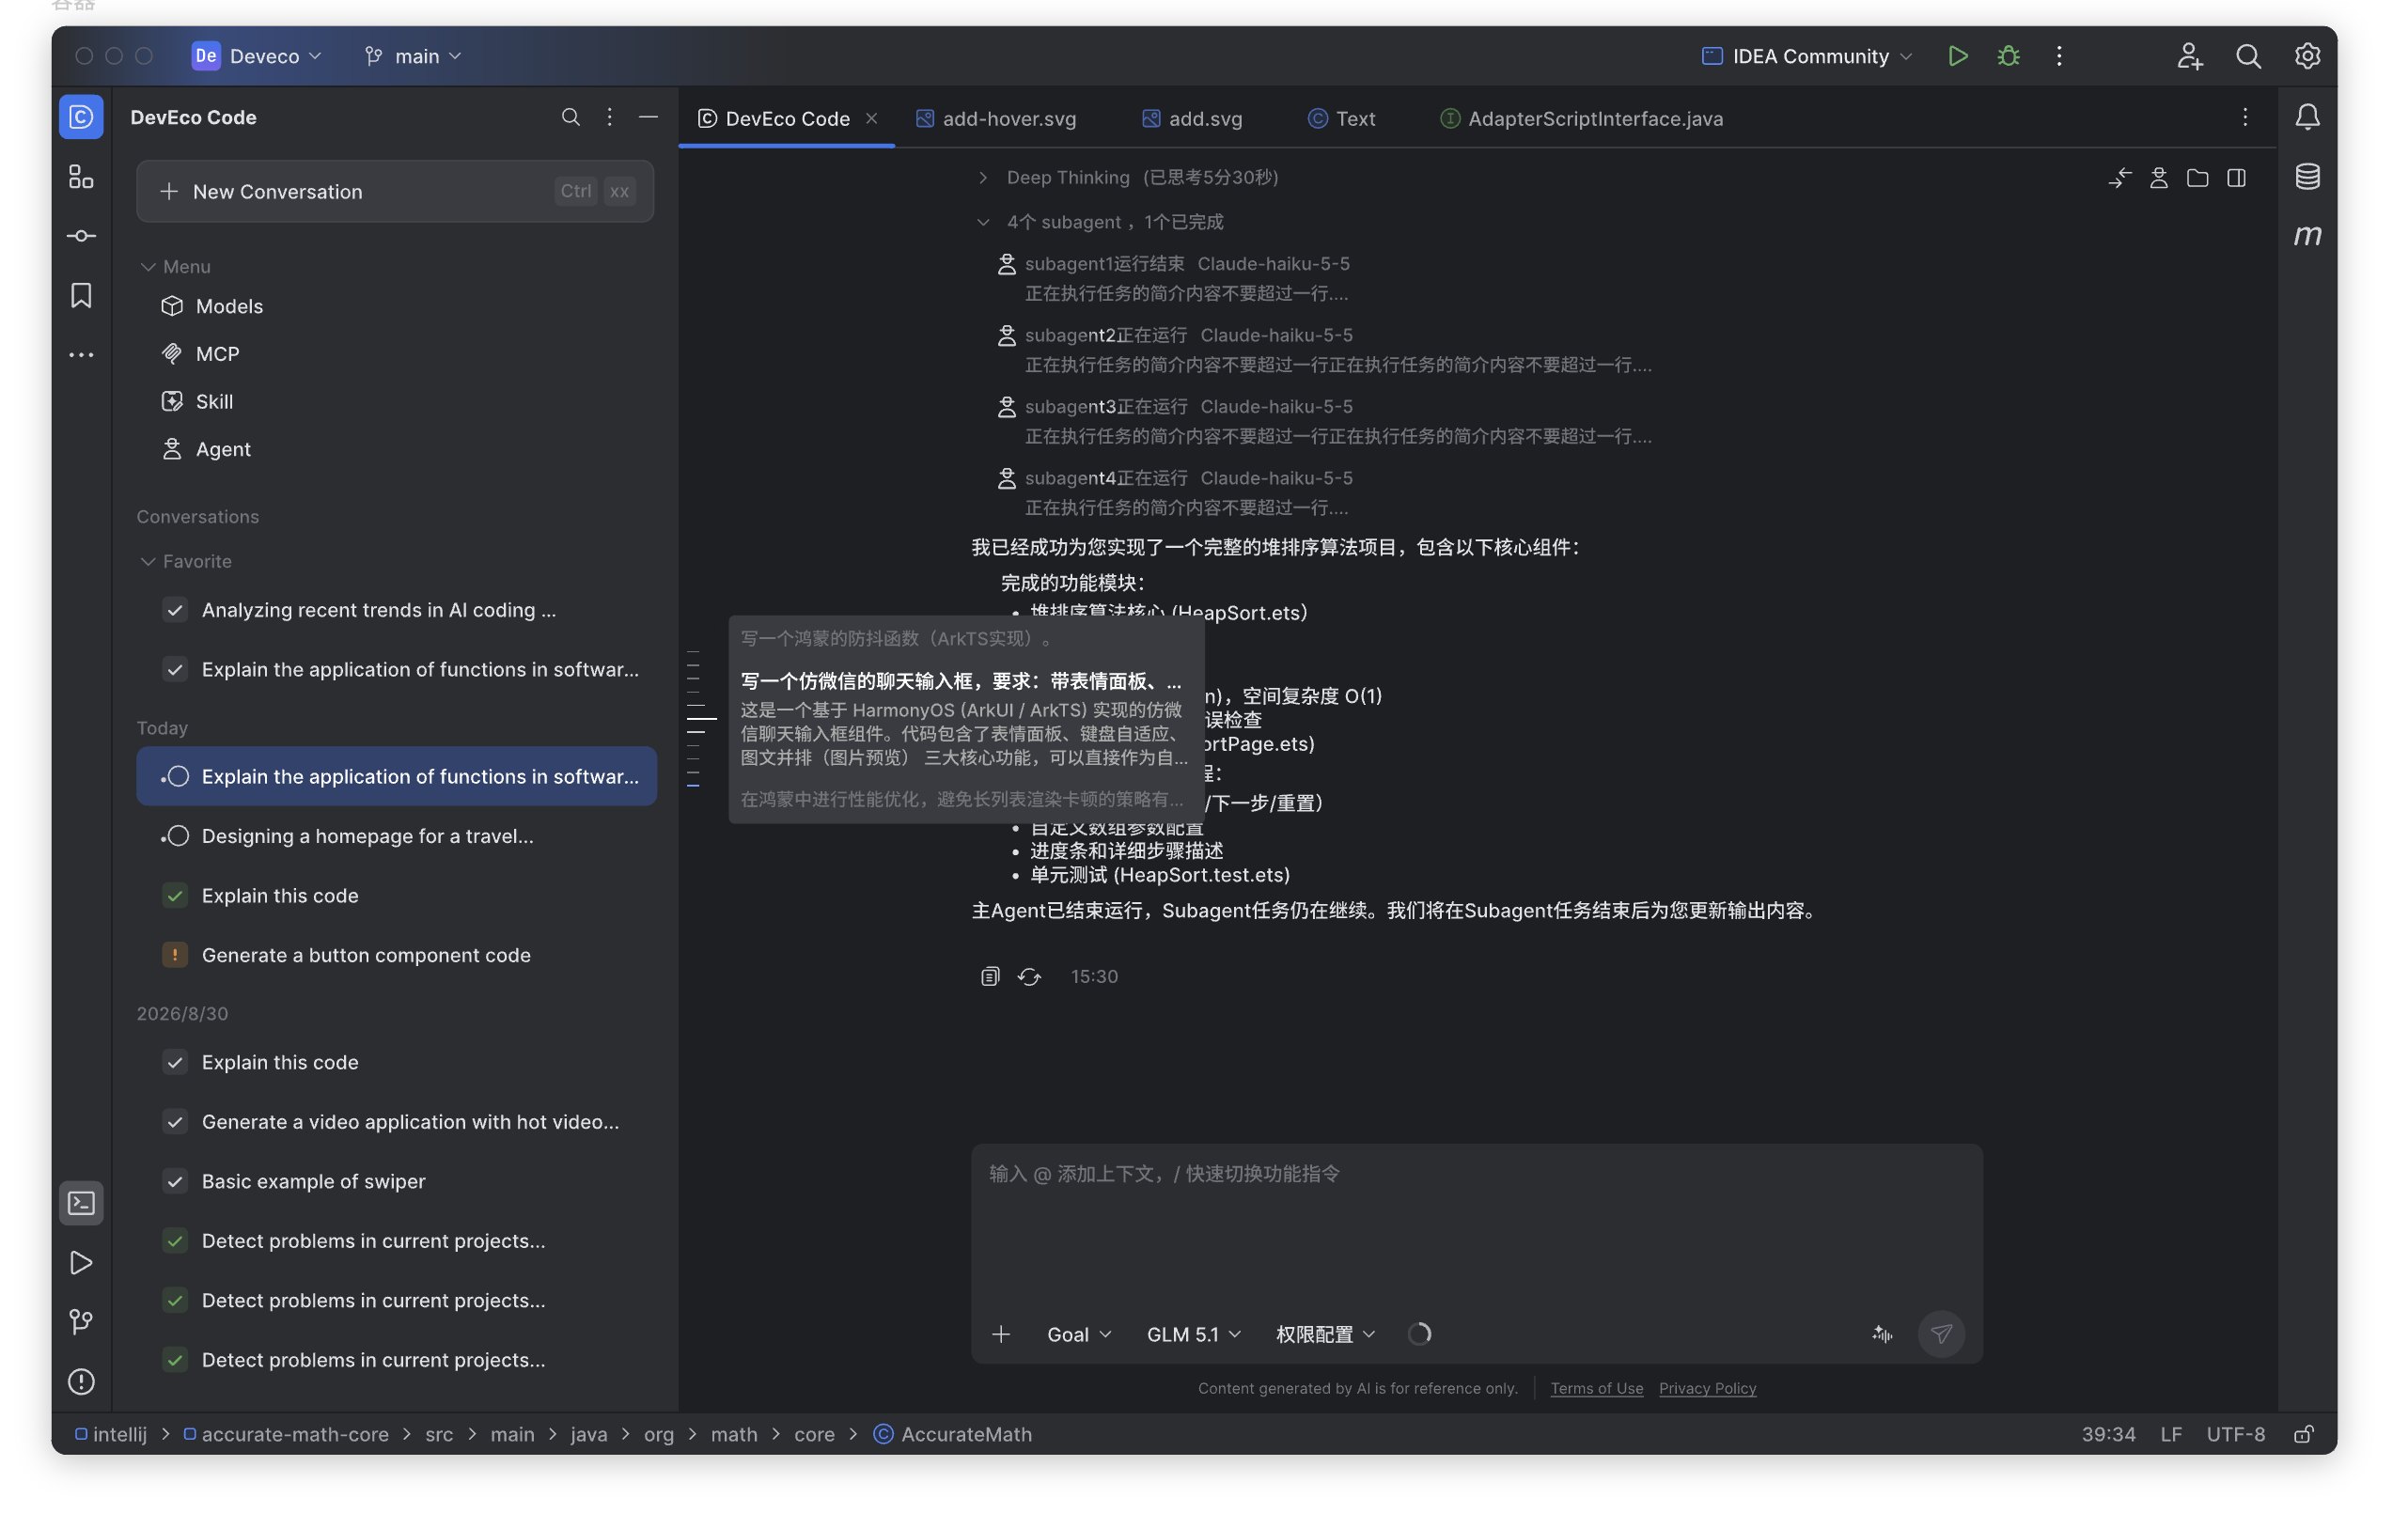 容器
De Deveco
main
IDEA Community
DevEco Code
New Conversation
Ctrl xx
Menu
Models
MCP
Skill
Agent
Conversations
Favorite
Analyzing recent trends in AI coding ...
Explain the application of functions in softwar...
Today
Explain the application of functions in softwar...
Designing a homepage for a travel...
Explain this code
Generate a button component code
2026/8/30
Explain this code
Generate a video application with hot video...
Basic example of swiper
Detect problems in current projects...
Detect problems in current projects...
Detect problems in current projects...
DevEco Code
add-hover.svg
add.svg
Text
AdapterScriptInterface.java
m
Deep Thinking (已思考5分30秒)
4个 subagent ，1个已完成
subagent1运行结束 Claude-haiku-5-5
正在执行任务的简介内容不要超过一行....
subagent2正在运行 Claude-haiku-5-5
正在执行任务的简介内容不要超过一行正在执行任务的简介内容不要超过一行....
subagent3正在运行 Claude-haiku-5-5
正在执行任务的简介内容不要超过一行正在执行任务的简介内容不要超过一行....
subagent4正在运行 Claude-haiku-5-5
正在执行任务的简介内容不要超过一行....
我已经成功为您实现了一个完整的堆排序算法项目，包含以下核心组件：
完成的功能模块：
• 堆排序算法核心 (HeapSort.ets)
写一个鸿蒙的防抖函数（ArkTS实现）。
写一个仿微信的聊天输入框，要求：带表情面板、...
这是一个基于 HarmonyOS (ArkUI / ArkTS) 实现的仿微
信聊天输入框组件。代码包含了表情面板、键盘自适应、
图文并排（图片预览） 三大核心功能，可以直接作为自...
在鸿蒙中进行性能优化，避免长列表渲染卡顿的策略有...
n)，空间复杂度 O(1)
误检查
ortPage.ets)
程：
/下一步/重置）
• 自定义数组参数配置
• 进度条和详细步骤描述
• 单元测试 (HeapSort.test.ets)
主Agent已结束运行，Subagent任务仍在继续。我们将在Subagent任务结束后为您更新输出内容。
15:30
输入 @ 添加上下文，/ 快速切换功能指令
Goal
GLM 5.1
权限配置
Content generated by AI is for reference only.
Terms of Use
Privacy Policy
intellij > accurate-math-core > src > main > java > org > math > core > AccurateMath
39:34 LF UTF-8